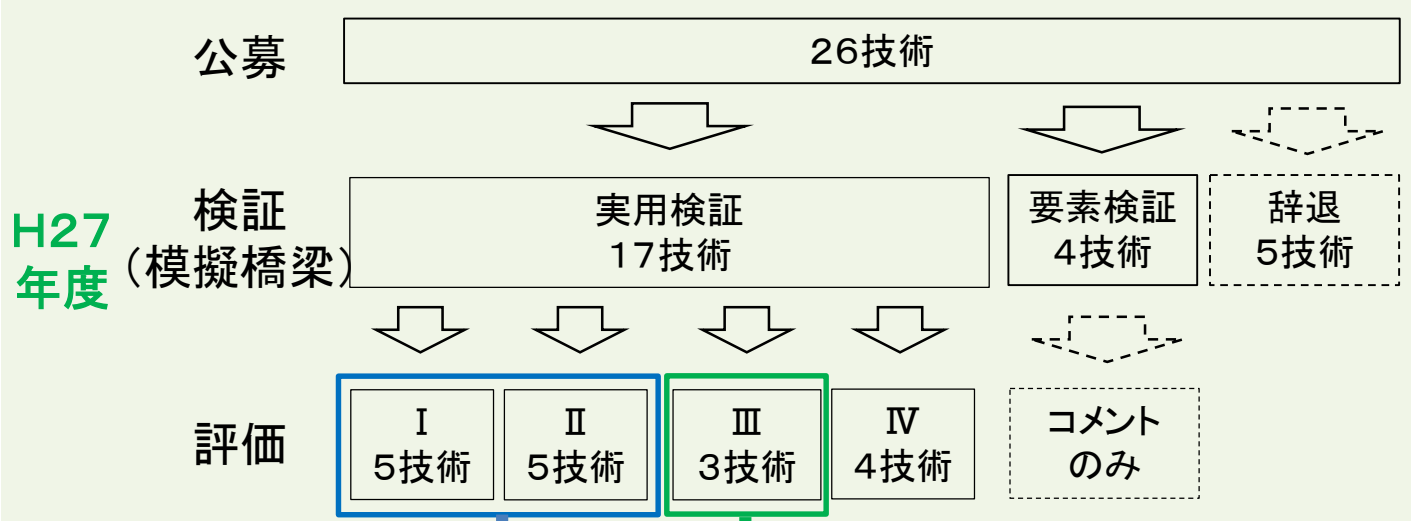 公募
26技術
H27
年度
検証
(模擬橋梁)
実用検証
17技術
要素検証
4技術
辞退
5技術
評価
Ⅰ
5技術
Ⅱ
5技術
Ⅲ
3技術
Ⅳ
4技術
コメント
のみ